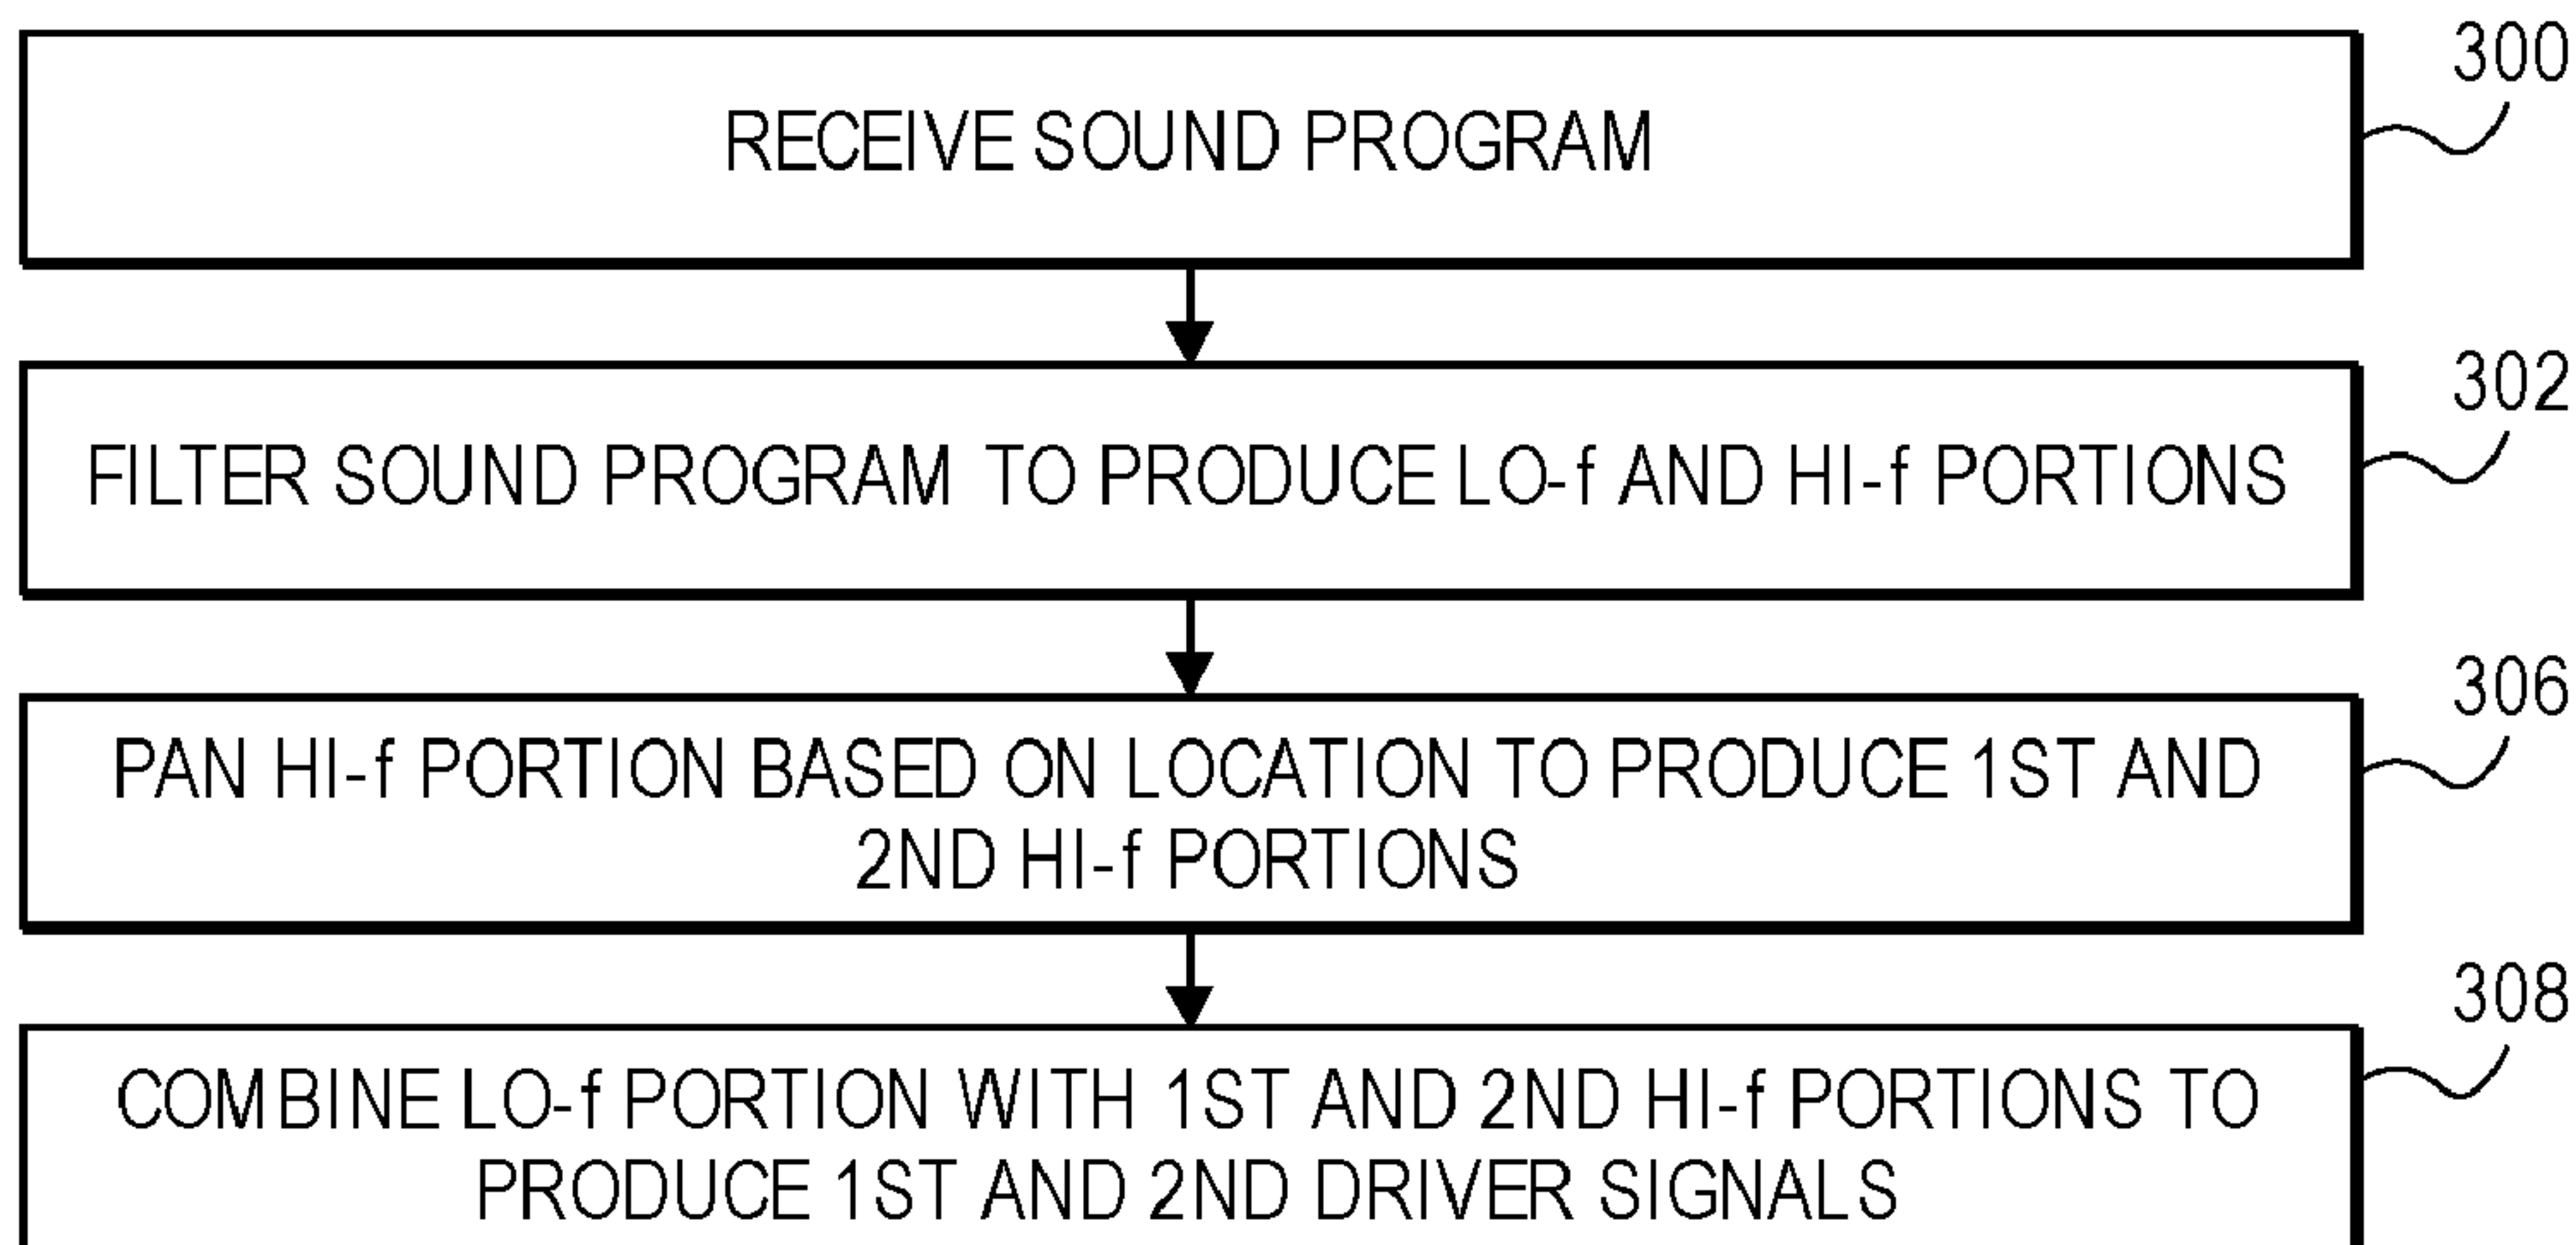 300
RECEIVE SOUND PROGRAM
302
FILTER SOUND PROGRAM TO PRODUCE LO-f AND HI-f PORTIONS
306
PAN HI-f PORTION BASED ON LOCATION TO PRODUCE 1ST AND
2ND HI-f PORTIONS
308
COMBINE LO-f PORTION WITH 1ST AND 2ND HI-f PORTIONS TO
PRODUCE 1ST AND 2ND DRIVER SIGNALS